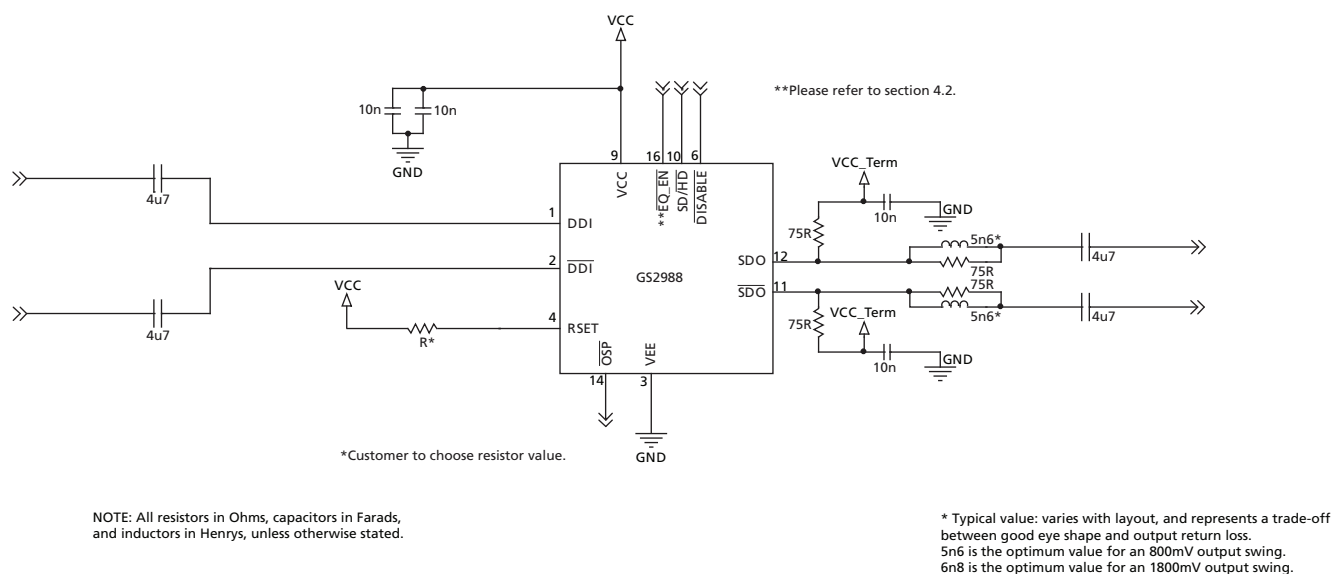 VCC
**Please refer to section 4.2.
10n
10n
GND
9
16
10
6
VCC
**EQ_EN
SD/HD
DISABLE
VCC_Term
10n
GND
75R
4u7
1
DDI
5n6*
SDO
12
75R
4u7
2
DDI
GS2988
SDO
11
75R
5n6*
4u7
VCC
4
RSET
R*
4u7
75R
VCC_Term
10n
GND
OSP
VEE
14
3
GND
*Customer to choose resistor value.
NOTE: All resistors in Ohms, capacitors in Farads,
and inductors in Henrys, unless otherwise stated.
* Typical value: varies with layout, and represents a trade-off
between good eye shape and output return loss.
5n6 is the optimum value for an 800mV output swing.
6n8 is the optimum value for an 1800mV output swing.